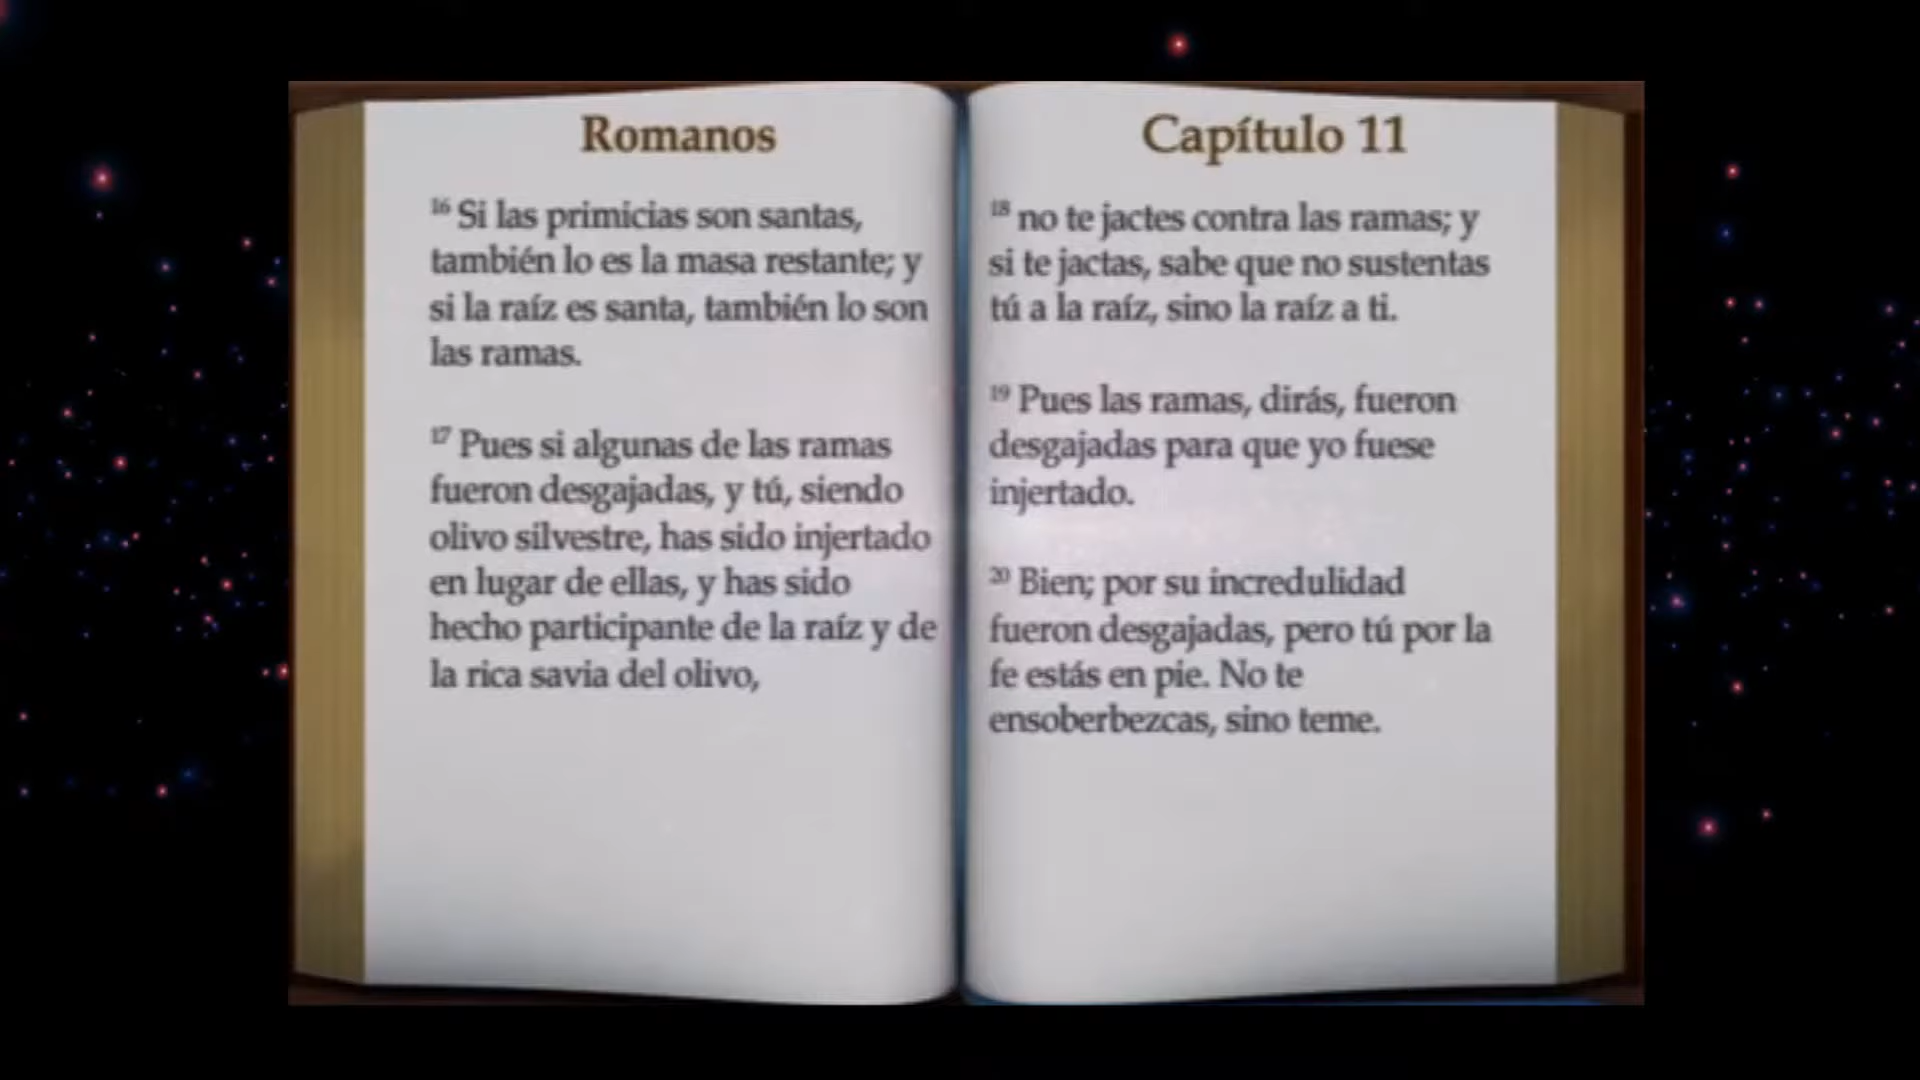 Romanos
16 Si las primicias son santas,
también lo es la masa restante; y
si la raíz es santa, también lo son
las ramas.
17 Pues si algunas de las ramas
fueron desgajadas, y tú, siendo
olivo silvestre, has sido injertado
en lugar de ellas, y has sido
hecho participante de la raíz y de
la rica savia del olivo,
Capítulo 11
18 no te jactes contra las ramas; y
si te jactas, sabe que no sustentas
tú a la raíz, sino la raíz a ti.
19 Pues las ramas, dirás, fueron
desgajadas para que yo fuese
injertado.
20 Bien; por su incredulidad
fueron desgajadas, pero tú por la
fe estás en pie. No te
ensoberbezcas, sino teme.